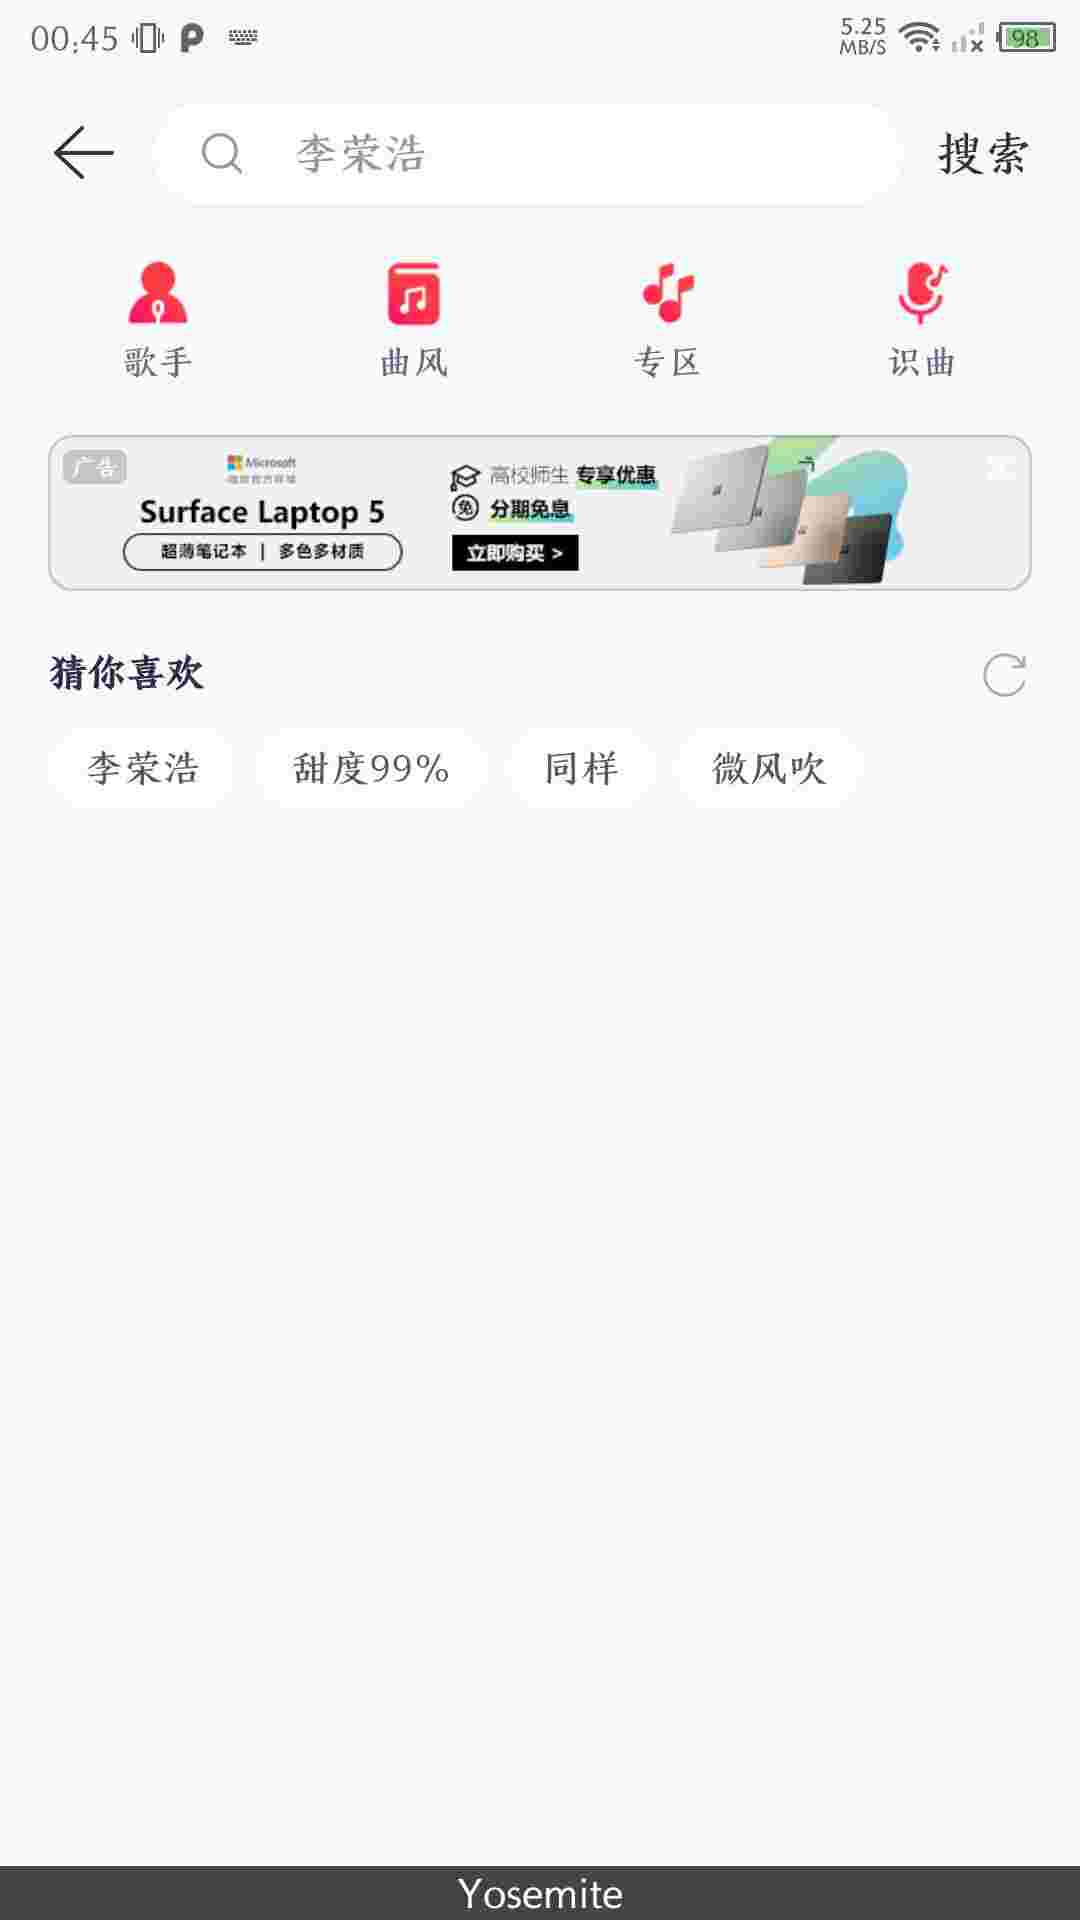 00:45
5.25
MB/S
98
李荣浩
搜索
歌手
曲风
专区
识曲
广告
Microsoft
Surface Laptop 5
超薄笔记本 | 多色多材质
高校师生 专享优惠
免 分期免息
立即购买 >
猜你喜欢
李荣浩
甜度99%
同样
微风吹
Yosemite